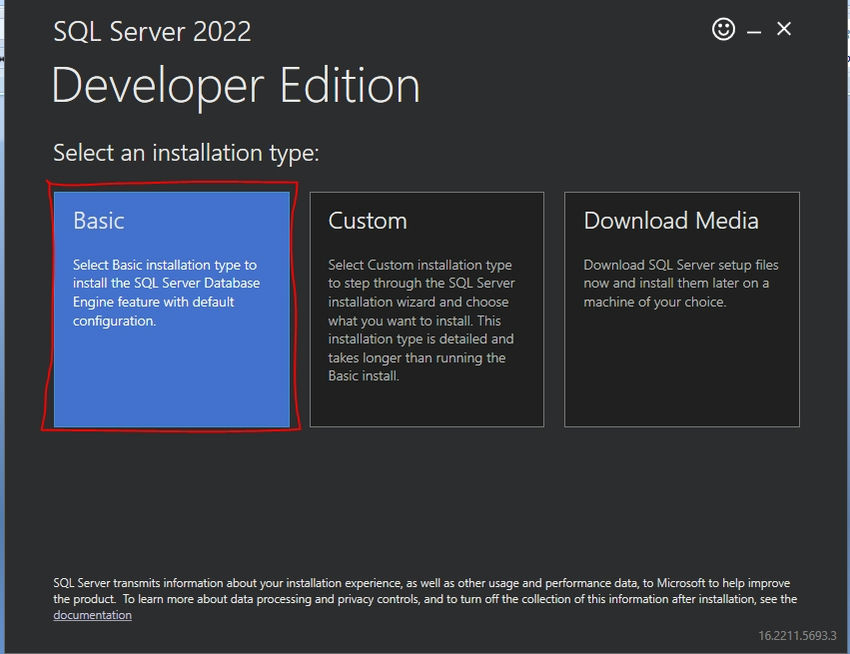 SQL Server 2022
Developer Edition
Select an installation type:
Basic
Select Basic installation type to
install the SQL Server Database
Engine feature with default
configuration.
Custom
Select Custom installation type
to step through the SQL Server
installation wizard and choose
what you want to install. This
installation type is detailed and
takes longer than running the
Basic install.
Download Media
Download SQL Server setup files
now and install them later on a
machine of your choice.
SQL Server transmits information about your installation experience, as well as other usage and performance data, to Microsoft to help improve
the product.  To learn more about data processing and privacy controls, and to turn off the collection of this information after installation, see the
documentation
16.2211.5693.3